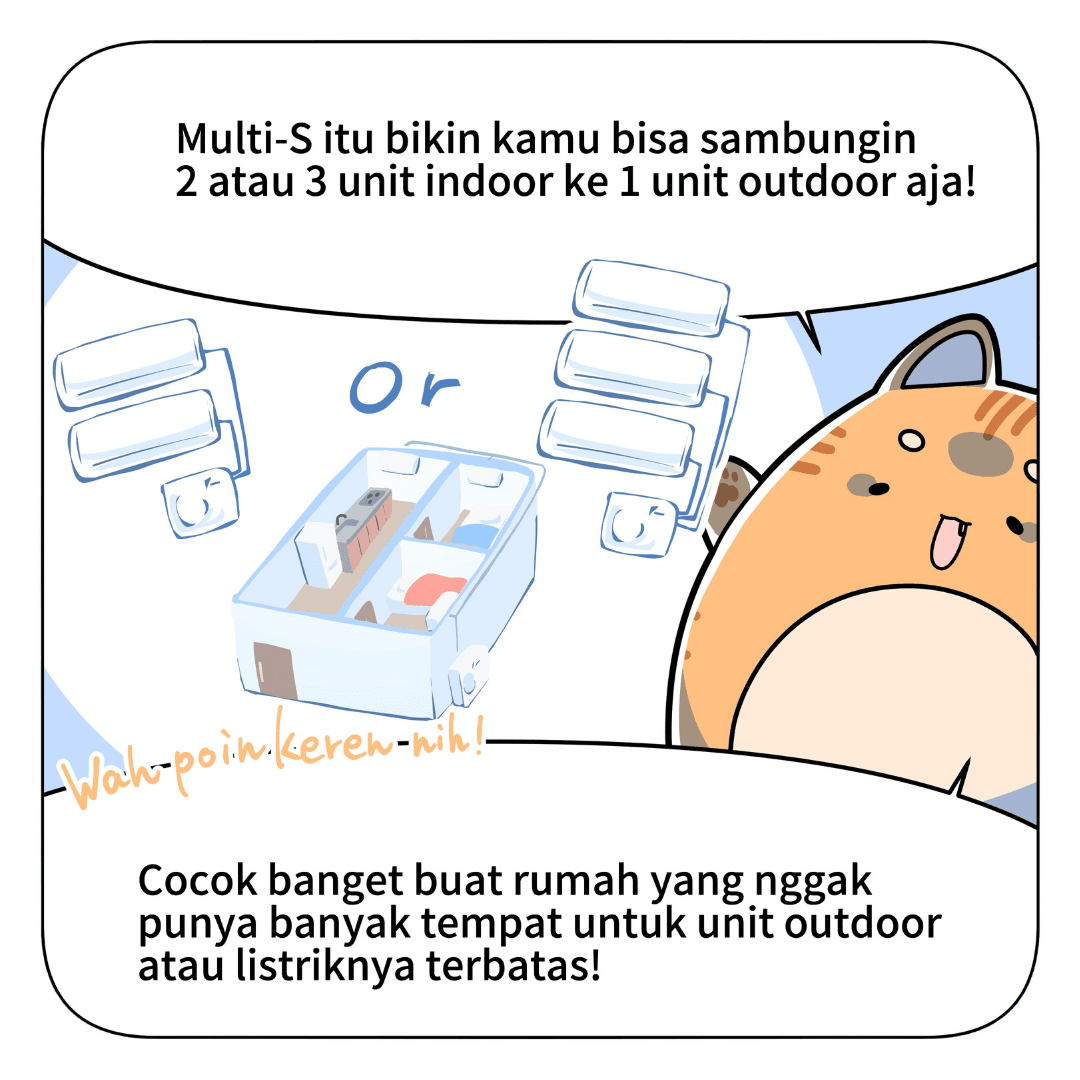 Multi-S itu bikin kamu bisa sambungin
2 atau 3 unit indoor ke 1 unit outdoor aja!
Or
Wah poin keren nih!
Cocok banget buat rumah yang nggak
punya banyak tempat untuk unit outdoor
atau listriknya terbatas!